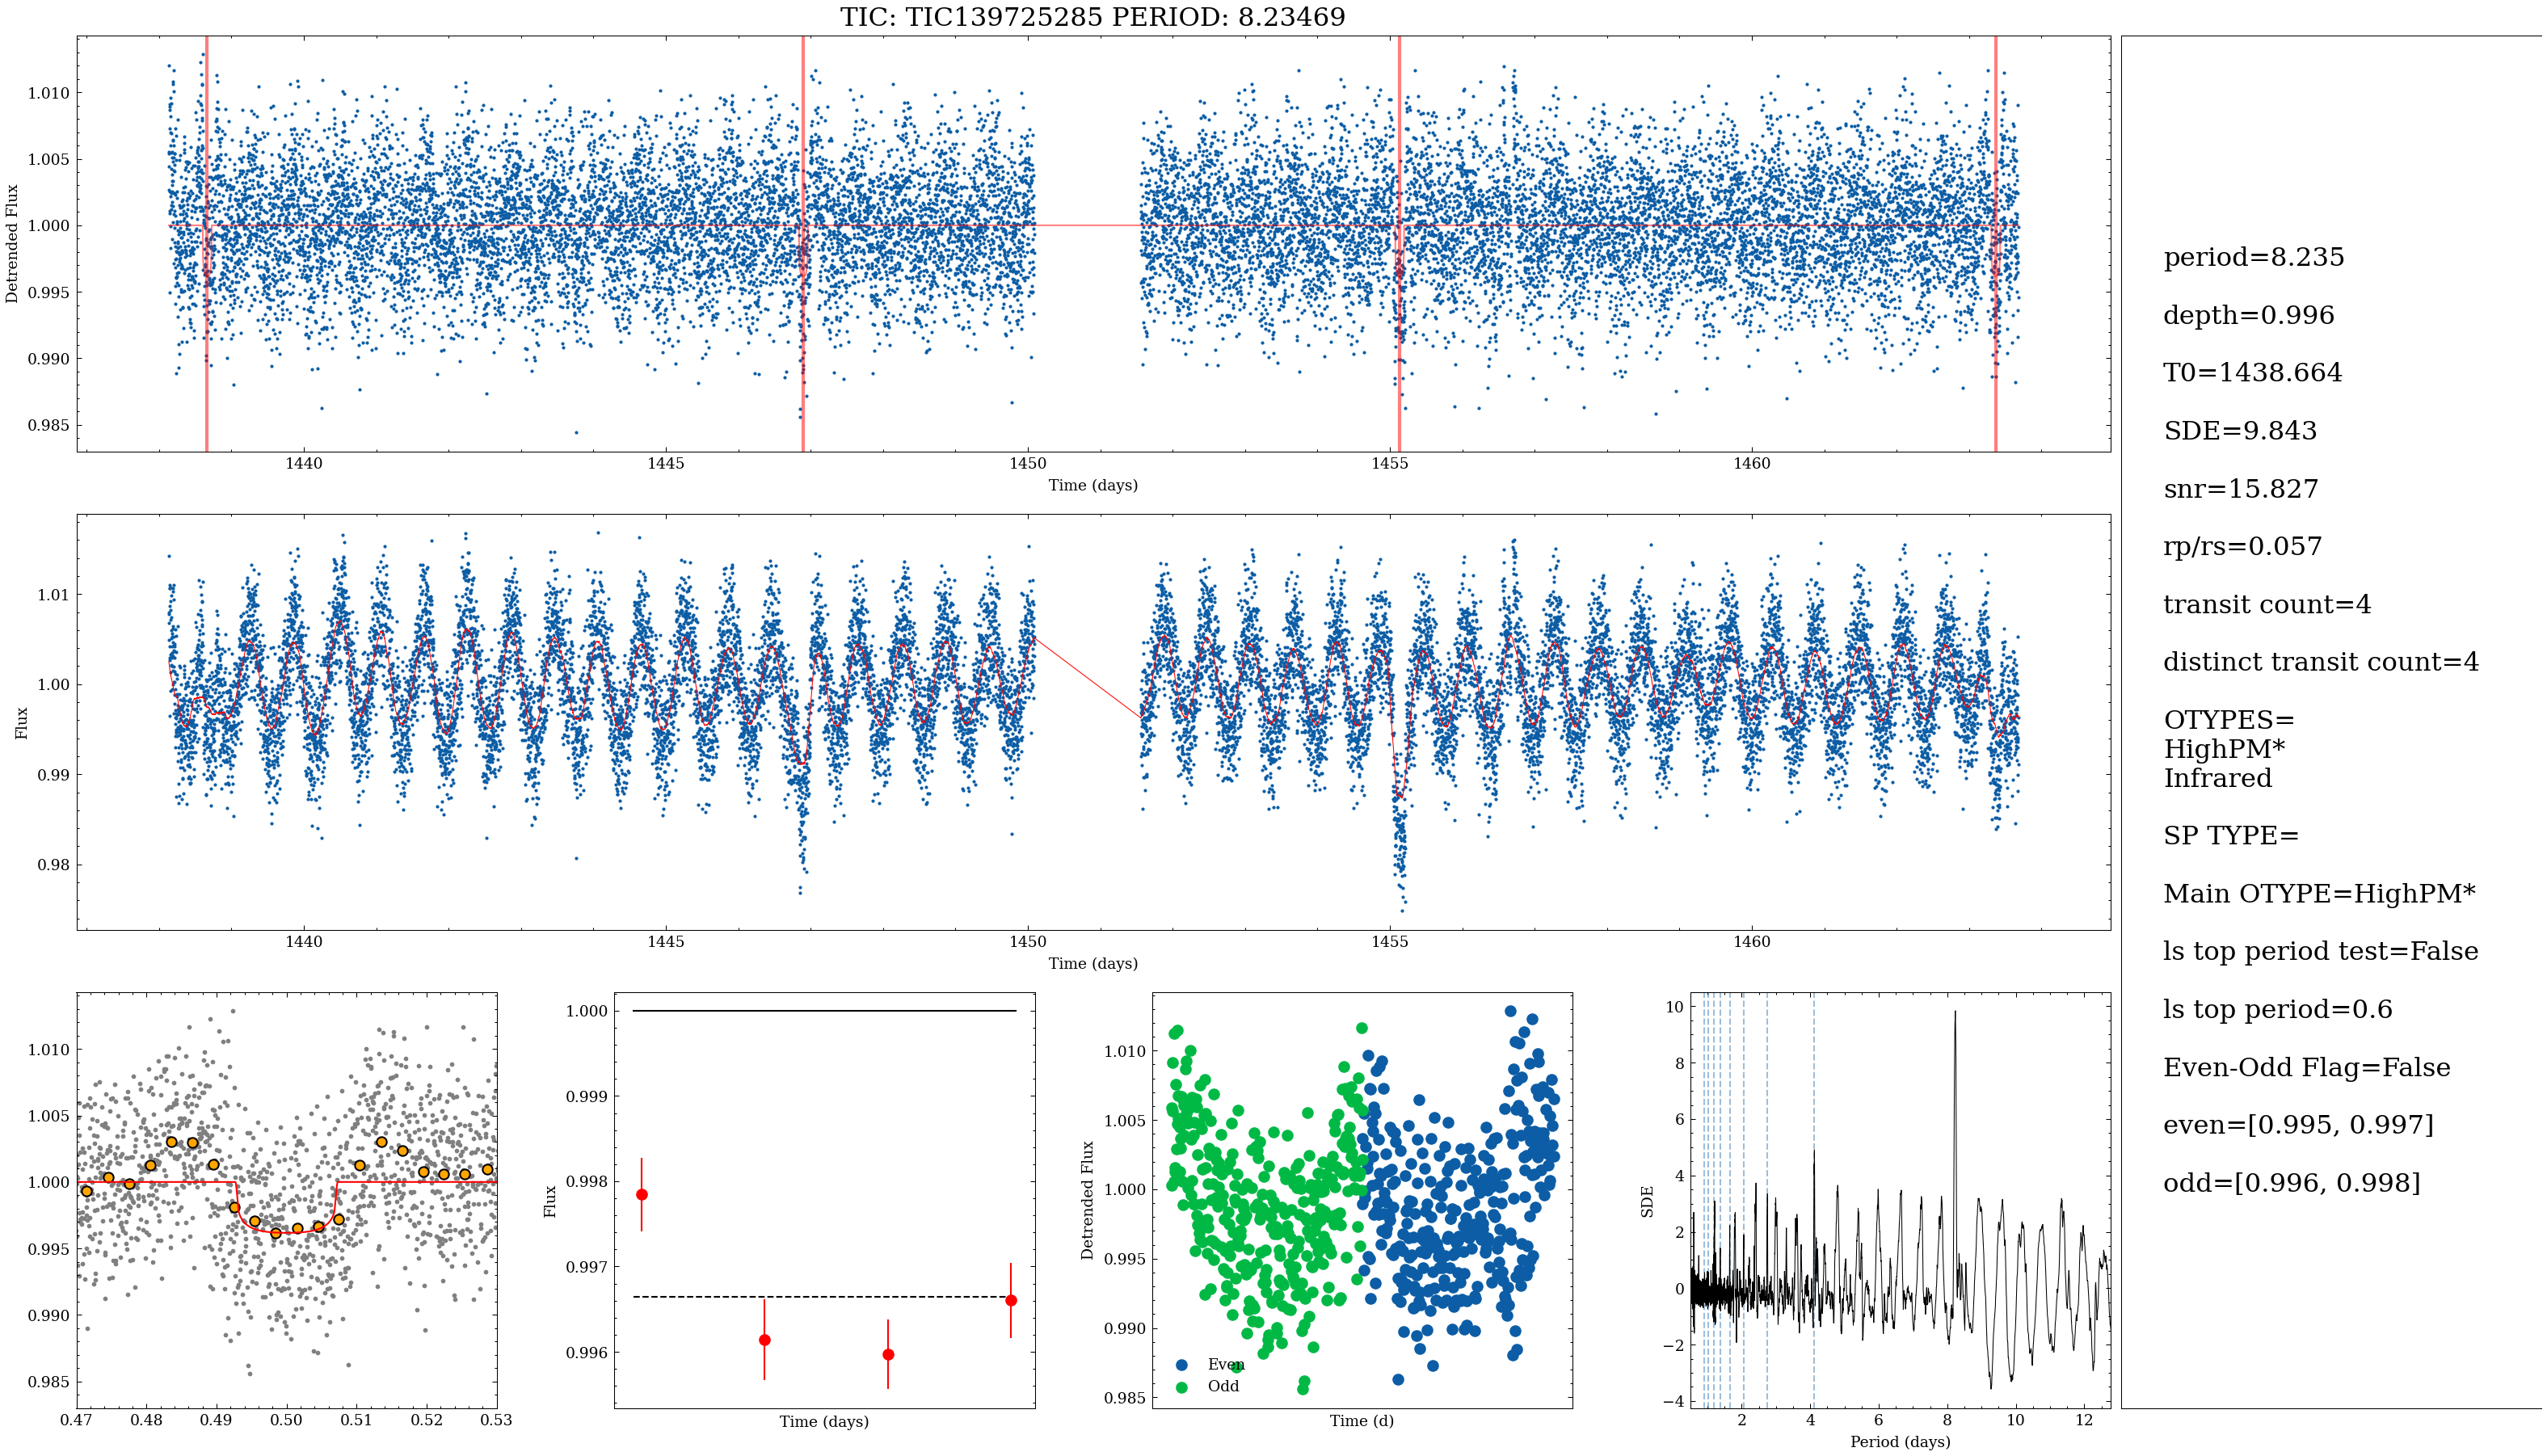 TIC: TIC139725285 PERIOD: 8.23469
1.010
1.005
1.000
0.995
0.990
0.985
Detrended Flux
1440
1445
1450
1455
1460
Time (days)
1.01
1.00
0.99
0.98
Flux
1440
1445
1450
1455
1460
Time (days)
1.010
1.005
1.000
0.995
0.990
0.985
0.47
0.48
0.49
0.50
0.51
0.52
0.53
1.000
0.999
0.998
0.997
0.996
Flux
Time (days)
1.010
1.005
1.000
0.995
0.990
0.985
Detrended Flux
Even
Odd
Time (d)
10
8
6
4
2
0
−2
−4
SDE
2
4
6
8
10
12
Period (days)
period=8.235
depth=0.996
T0=1438.664
SDE=9.843
snr=15.827
rp/rs=0.057
transit count=4
distinct transit count=4
OTYPES=
HighPM*
Infrared
SP TYPE=
Main OTYPE=HighPM*
ls top period test=False
ls top period=0.6
Even-Odd Flag=False
even=[0.995, 0.997]
odd=[0.996, 0.998]